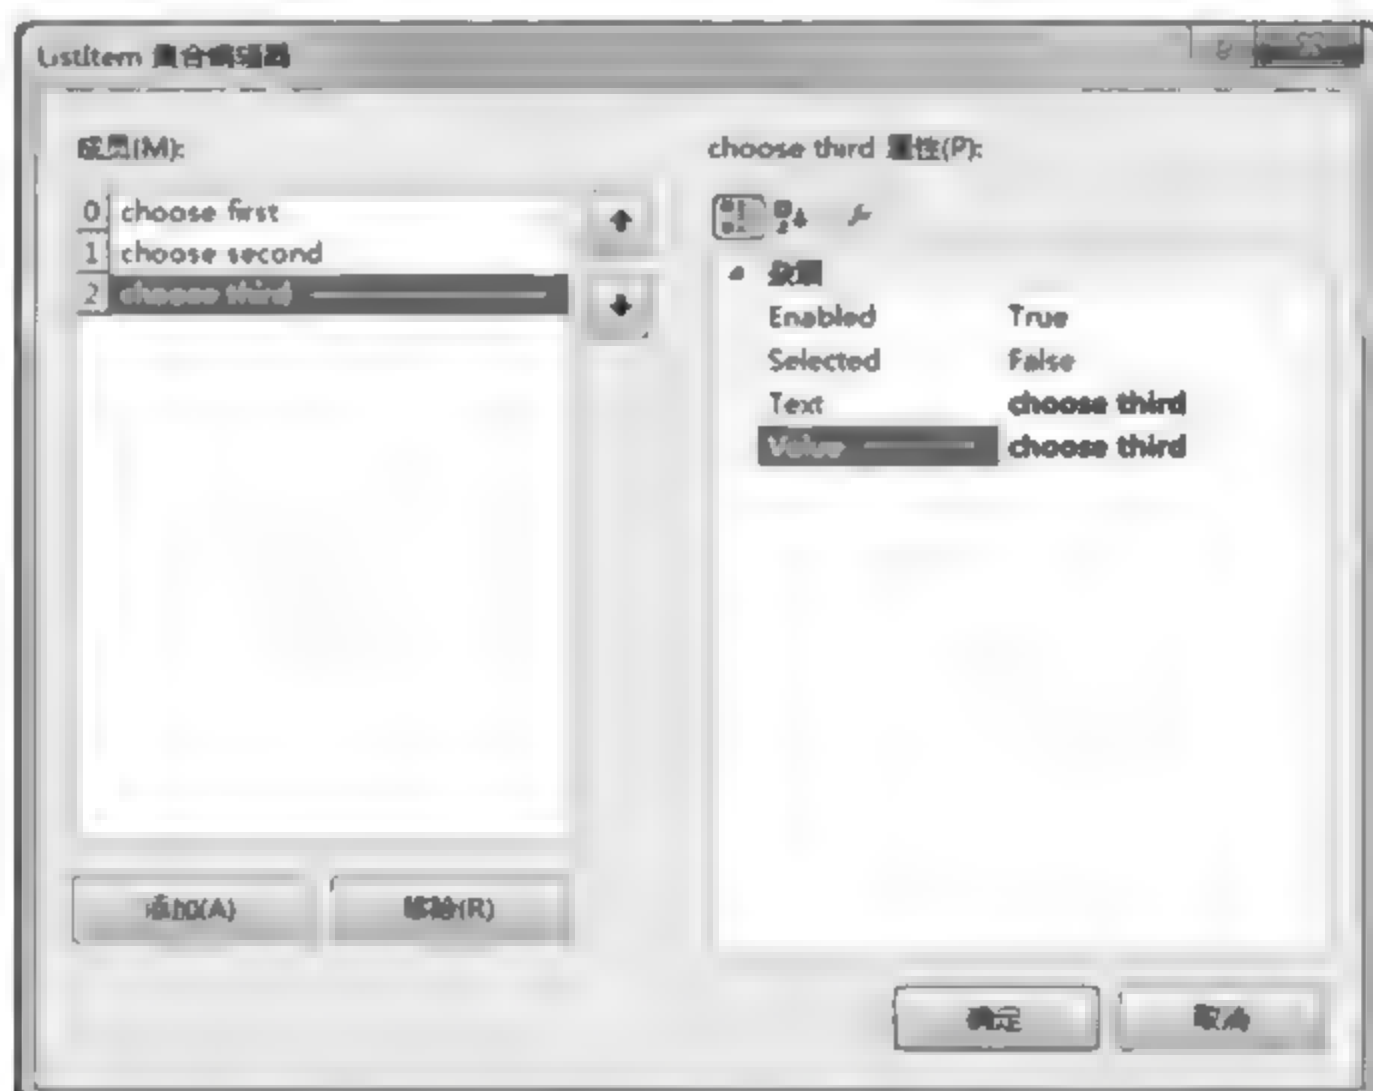 ListItem 集合编辑器
成员(M):
choose third 属性(P):
0 choose first
1 choose second
2 choose third
Enabled True
Selected False
Text choose third
Value choose third
添加(A)
移除(R)
确定
取消